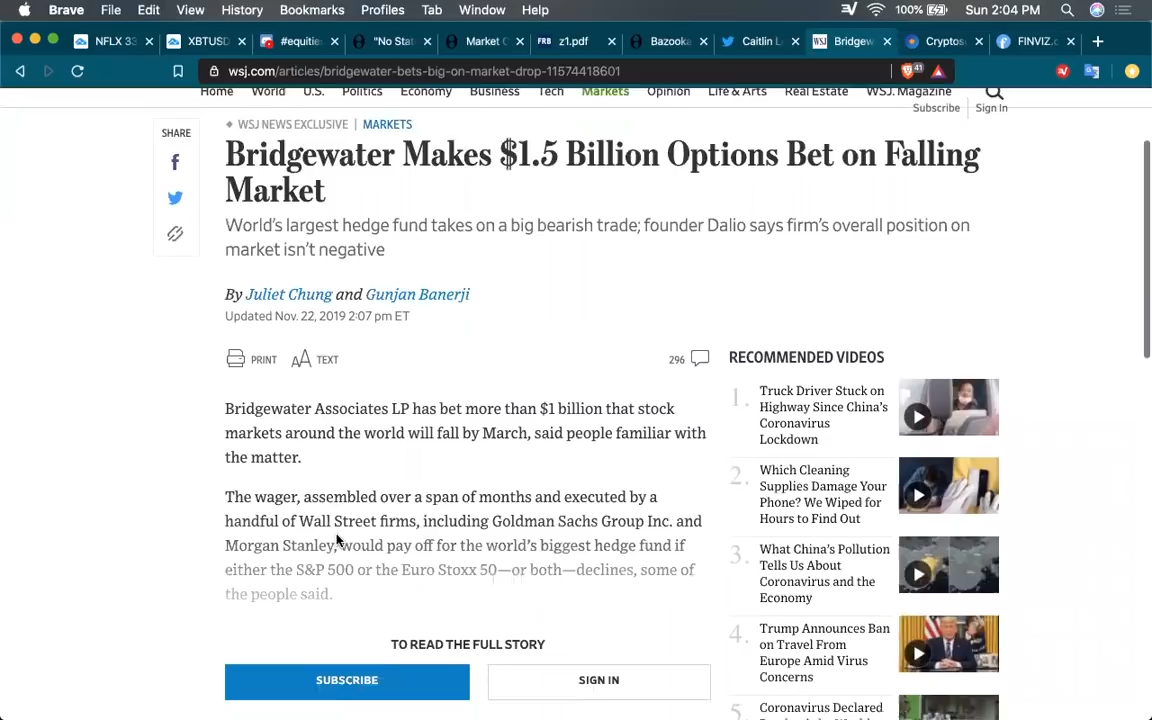 Brave File Edit View History Bookmarks Profiles Tab Window Help 100% Sun 2:04 PM
NFLX 33 XBTUSD #equities "No Stat Market C FRB z1.pdf Bazooka Caitlin L WSJ Bridgew Cryptos FINVIZ.c
wsj.com/articles/bridgewater-bets-big-on-market-drop-11574418601 41
Home World U.S. Politics Economy Business Tech Markets Opinion Life & Arts Real Estate WSJ. Magazine
Subscribe Sign In
SHARE
WSJ NEWS EXCLUSIVE | MARKETS
Bridgewater Makes $1.5 Billion Options Bet on Falling
Market
World's largest hedge fund takes on a big bearish trade; founder Dalio says firm's overall position on
market isn't negative
By Juliet Chung and Gunjan Banerji
Updated Nov. 22, 2019 2:07 pm ET
PRINT AA TEXT 296
Bridgewater Associates LP has bet more than $1 billion that stock
markets around the world will fall by March, said people familiar with
the matter.
The wager, assembled over a span of months and executed by a
handful of Wall Street firms, including Goldman Sachs Group Inc. and
Morgan Stanley, would pay off for the world's biggest hedge fund if
either the S&P 500 or the Euro Stoxx 50—or both—declines, some of
the people said.
TO READ THE FULL STORY
SUBSCRIBE SIGN IN
RECOMMENDED VIDEOS
1. Truck Driver Stuck on
Highway Since China's
Coronavirus
Lockdown
2. Which Cleaning
Supplies Damage Your
Phone? We Wiped for
Hours to Find Out
3. What China's Pollution
Tells Us About
Coronavirus and the
Economy
4. Trump Announces Ban
on Travel From
Europe Amid Virus
Concerns
5. Coronavirus Declared